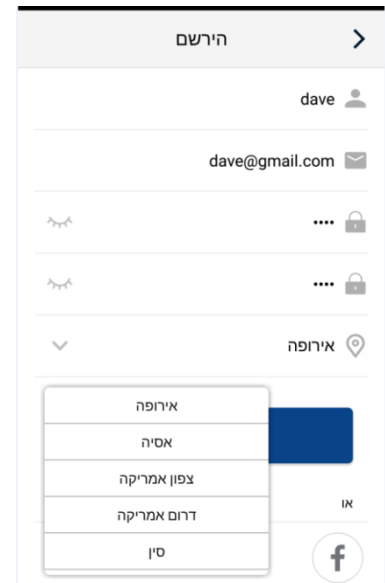 הירשם
dave
dave@gmail.com
••••
••••
אירופה
אירופה
אסיה
צפון אמריקה
דרום אמריקה
סין
או
f